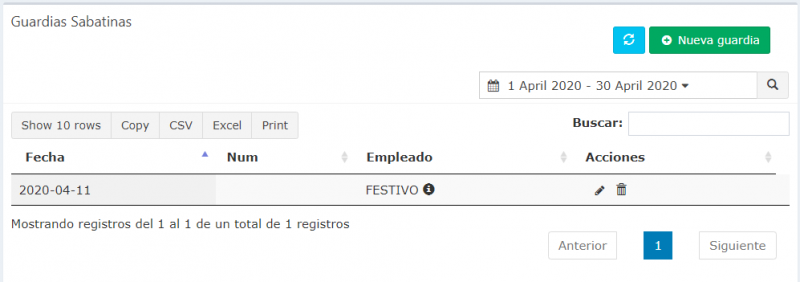 Guardias Sabatinas
Nueva guardia
1 April 2020 - 30 April 2020
Show 10 rows Copy CSV Excel Print
Buscar:
Fecha Num Empleado Acciones
2020-04-11 FESTIVO
Mostrando registros del 1 al 1 de un total de 1 registros
Anterior 1 Siguiente